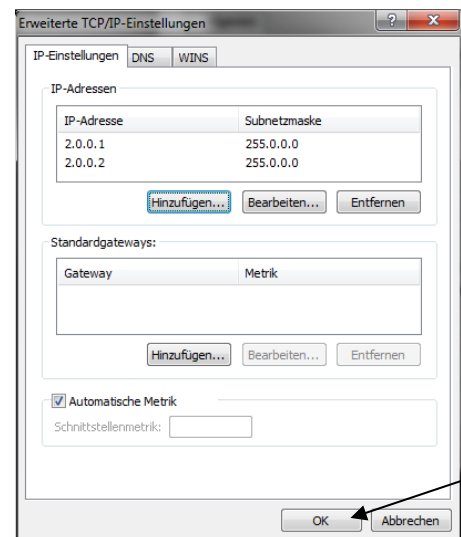 Erweiterte TCP/IP-Einstellungen
IP-Einstellungen DNS WINS
IP-Adressen
IP-Adresse Subnetzmaske
2.0.0.1 255.0.0.0
2.0.0.2 255.0.0.0
Hinzufügen... Bearbeiten... Entfernen
Standardgateways:
Gateway Metrik
Hinzufügen... Bearbeiten... Entfernen
Automatische Metrik
Schnittstellenmetrik:
OK Abbrechen